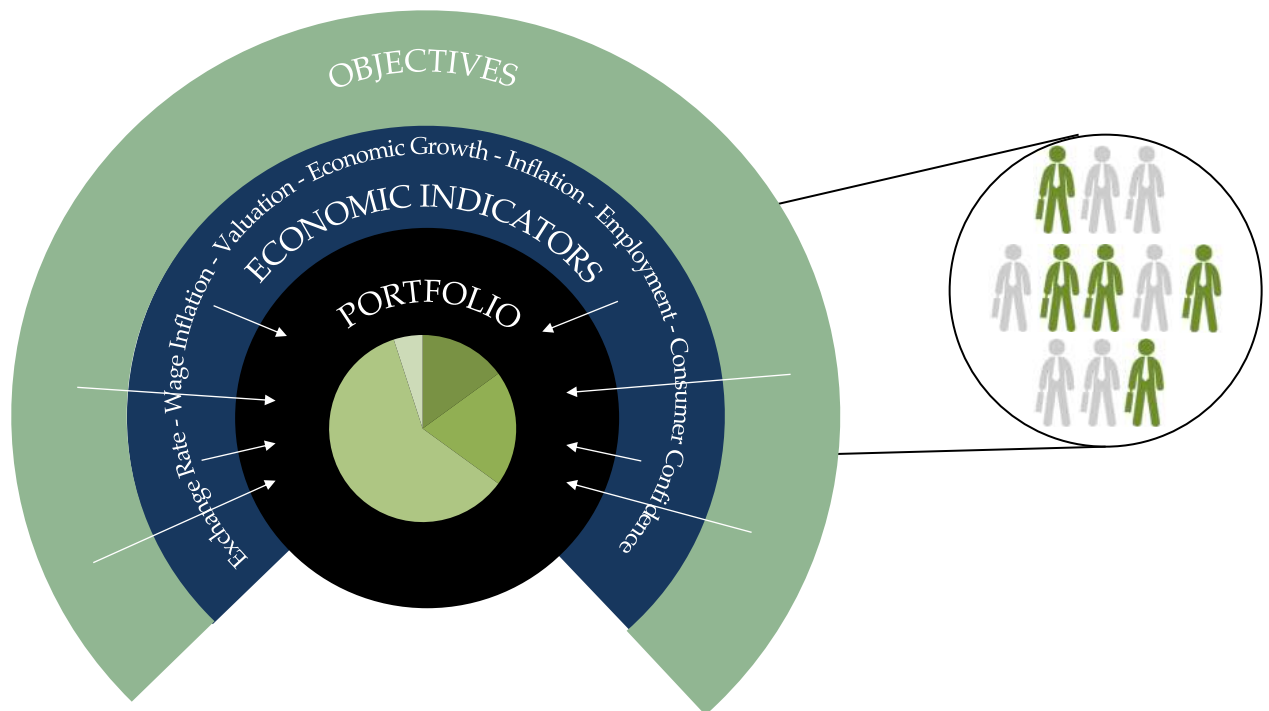 OBJECTIVES
Exchange Rate - Wage Inflation - Valuation - Economic Growth - Inflation - Employment - Consumer Confidence
ECONOMIC INDICATORS
PORTFOLIO